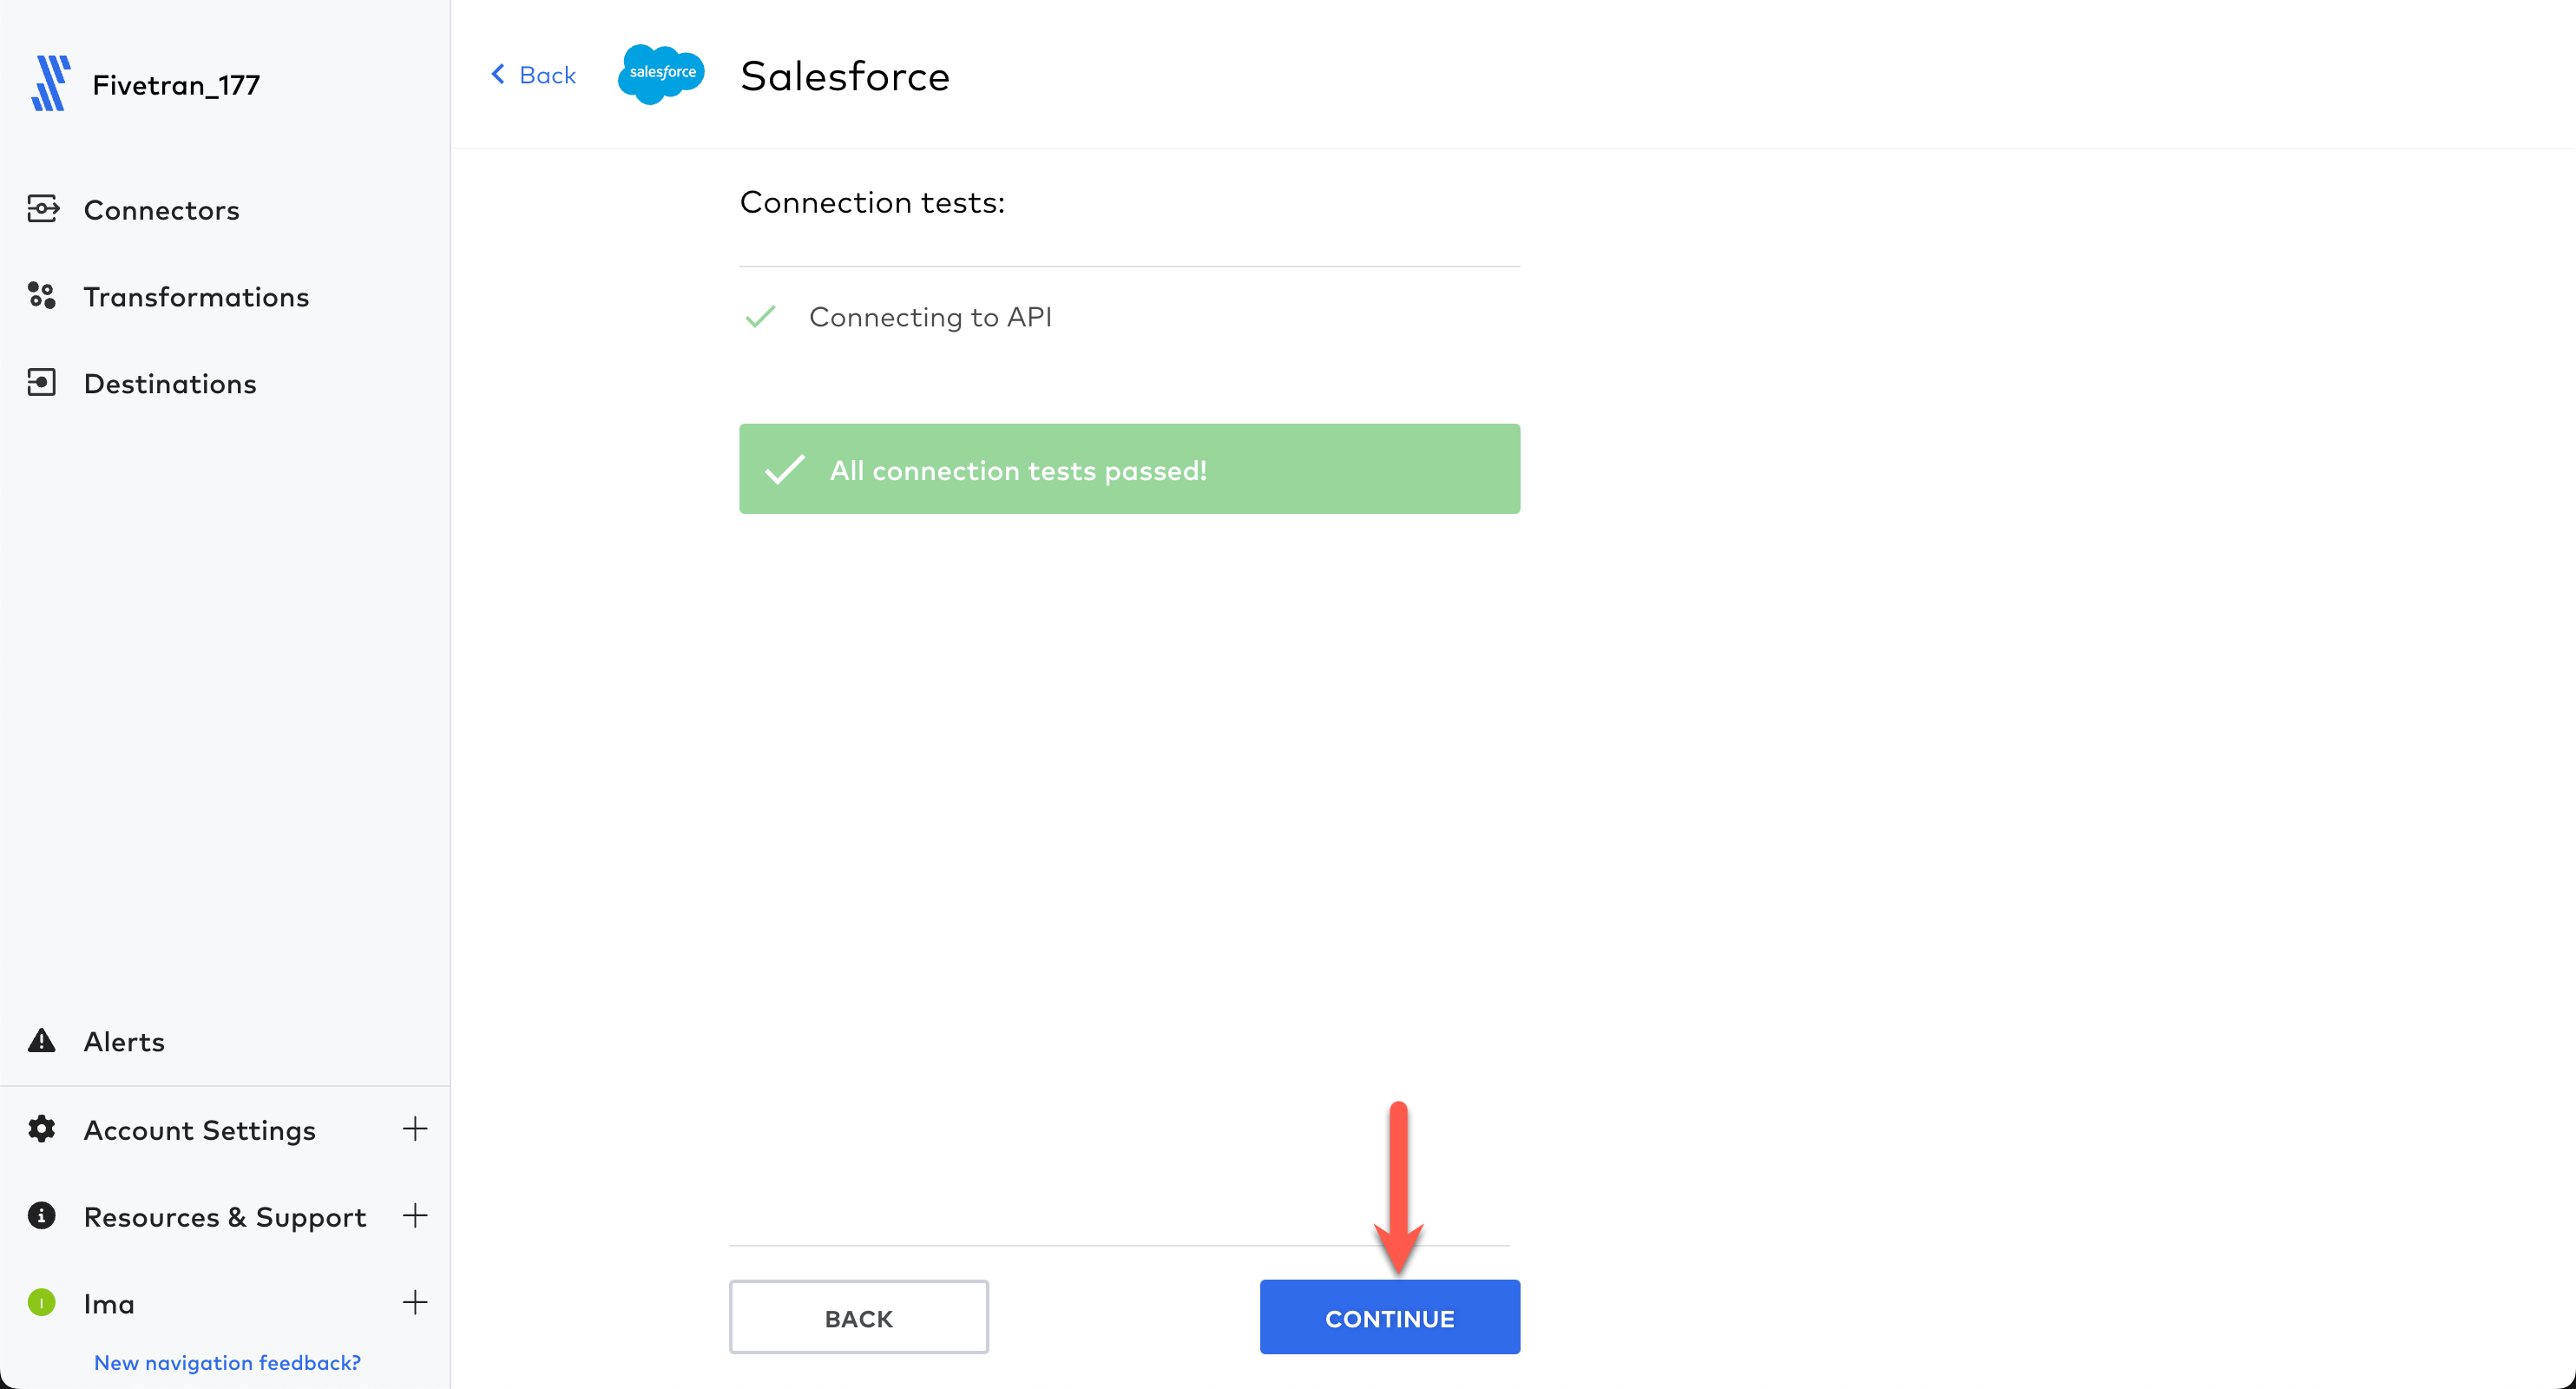 Fivetran_177
Connectors
Transformations
Destinations
Alerts
Account Settings
Resources & Support
I
Ima
New navigation feedback?
Back
salesforce
Salesforce
Connection tests:
Connecting to API
All connection tests passed!
BACK
CONTINUE